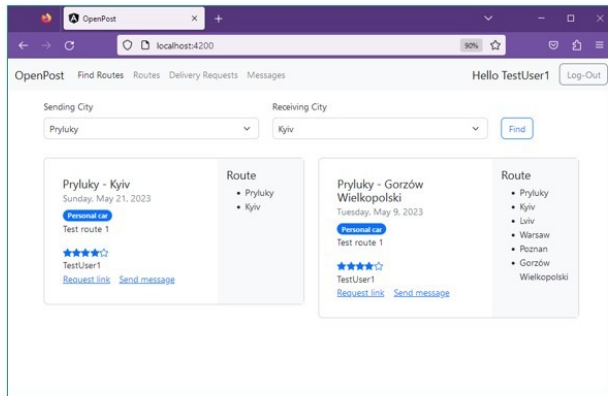 OpenPost
localhost:4200
90%
OpenPost Find Routes Routes Delivery Requests Messages Hello TestUser1 Log-Out
Sending City
Pryluky
Receiving City
Kyiv
Find
Pryluky - Kyiv
Sunday, May 21, 2023
Personal car
Test route 1
TestUser1
Request link Send message
Route
Pryluky
Kyiv
Pryluky - Gorzów
Wielkopolski
Tuesday, May 9, 2023
Personal car
Test route 1
TestUser1
Request link Send message
Route
Pryluky
Kyiv
Lviv
Warsaw
Poznan
Gorzów
Wielkopolski